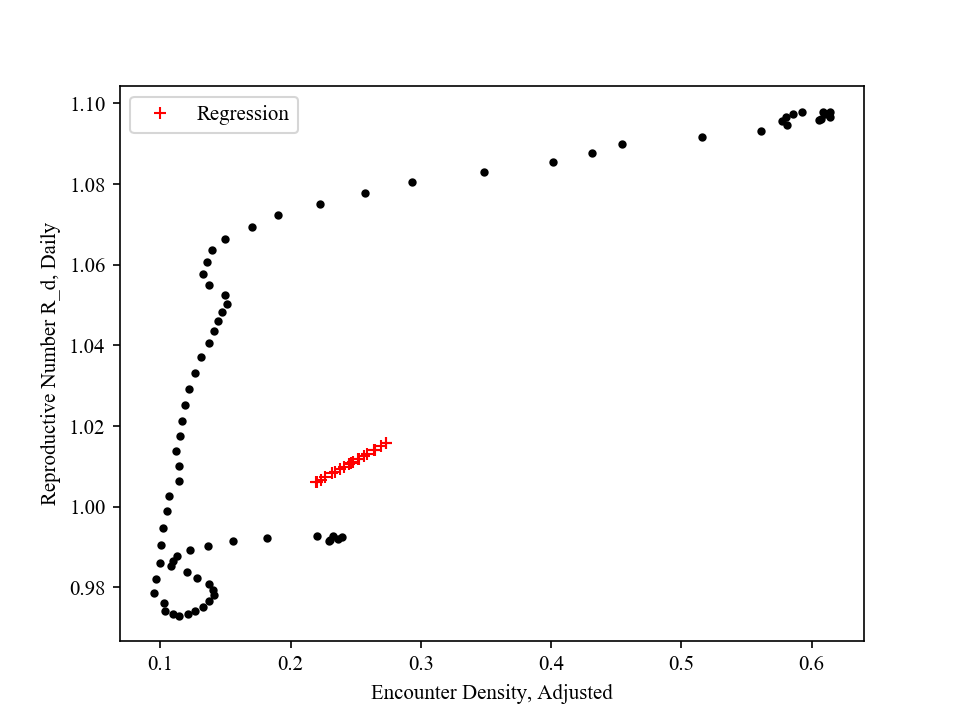 Regression
1.10
1.08
1.06
1.04
1.02
1.00
0.98
Reproductive Number R_d, Daily
0.1 0.2 0.3 0.4 0.5 0.6
Encounter Density, Adjusted